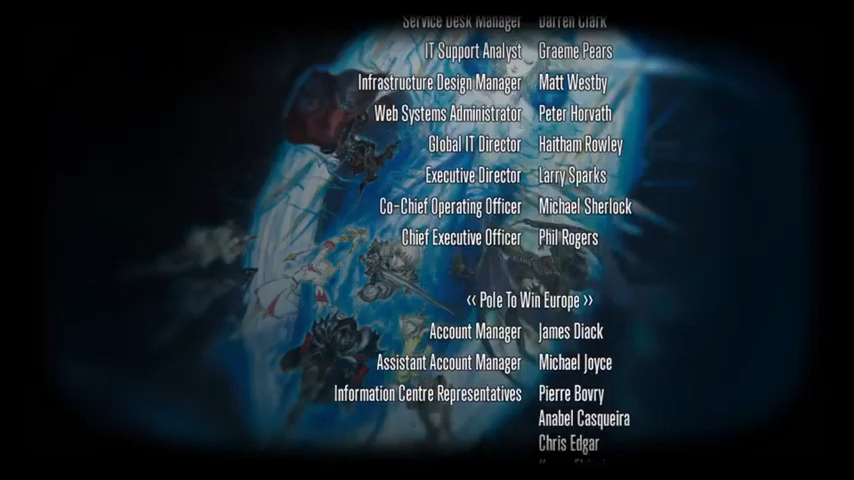 Service Desk Manager Darren Clark
IT Support Analyst Graeme Pears
Infrastructure Design Manager Matt Westby
Web Systems Administrator Peter Horvath
Global IT Director Haitham Rowley
Executive Director Larry Sparks
Co-Chief Operating Officer Michael Sherlock
Chief Executive Officer Phil Rogers
<< Pole To Win Europe >>
Account Manager James Diack
Assistant Account Manager Michael Joyce
Information Centre Representatives Pierre Bovry
Anabel Casqueira
Chris Edgar